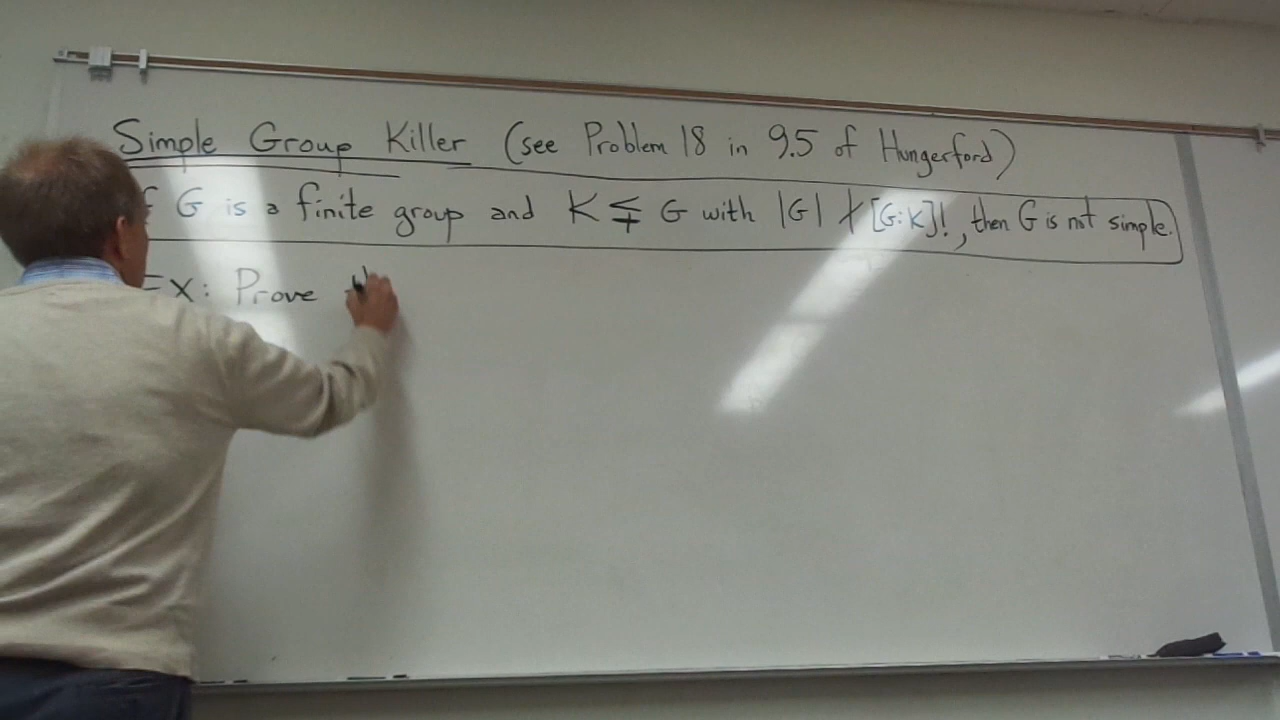 Simple Group Killer (see Problem 18 in 9.5 of Hungerford)
f G is a finite group and K ≨ G with |G| ∤ [G:K]!, then G is not simple.
Ex: Prove